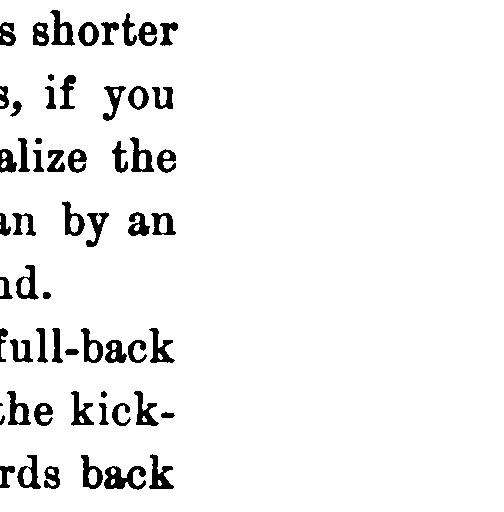 s shorter
s, if you
alize the
an by an
nd.
full-back
the kick-
rds back